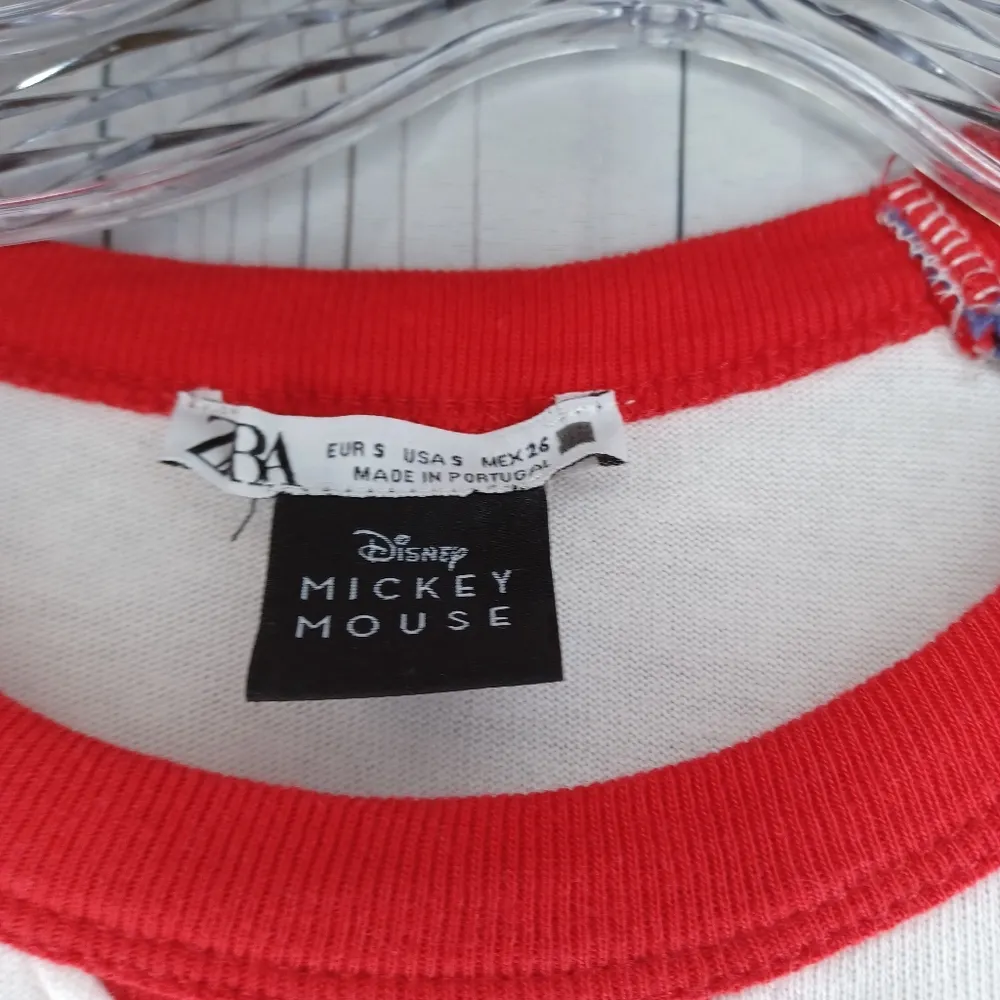 ZARA
EUR S USA S MEX 26
MADE IN PORTUGAL
Disney
MICKEY
MOUSE